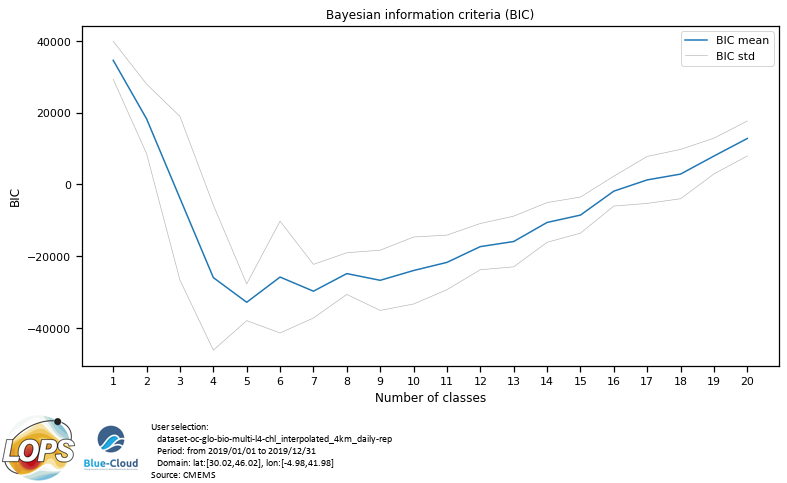 Bayesian information criteria (BIC)
BIC mean
BIC std
BIC
40000
20000
0
−20000
−40000
1 2 3 4 5 6 7 8 9 10 11 12 13 14 15 16 17 18 19 20
Number of classes
LOPS
Blue-Cloud
User selection:
dataset-oc-glo-bio-multi-l4-chl_interpolated_4km_daily-rep
Period: from 2019/01/01 to 2019/12/31
Domain: lat:[30.02,46.02], lon:[-4.98,41.98]
Source: CMEMS